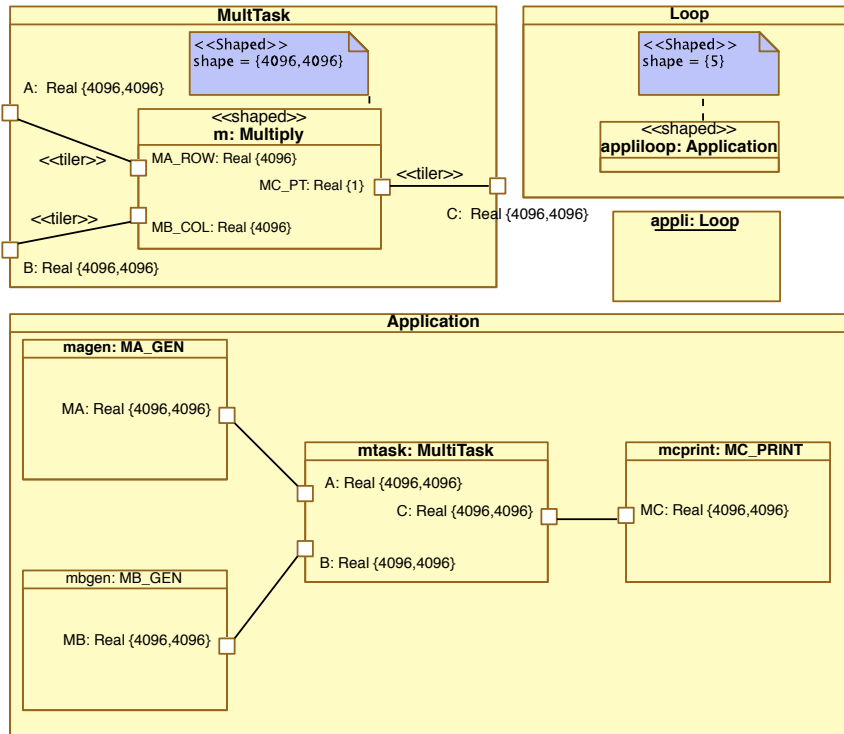 MultTask
<<Shaped>>
shape = {4096,4096}
A: Real {4096,4096}
<<shaped>>
m: Multiply
<<tiler>>
MA_ROW: Real {4096}
MC_PT: Real {1}
<<tiler>>
<<tiler>>
MB_COL: Real {4096}
C: Real {4096,4096}
B: Real {4096,4096}
Loop
<<Shaped>>
shape = {5}
<<shaped>>
appliloop: Application
appli: Loop
Application
magen: MA_GEN
MA: Real {4096,4096}
mtask: MultiTask
A: Real {4096,4096}
C: Real {4096,4096}
B: Real {4096,4096}
mcprint: MC_PRINT
MC: Real {4096,4096}
mbgen: MB_GEN
MB: Real {4096,4096}